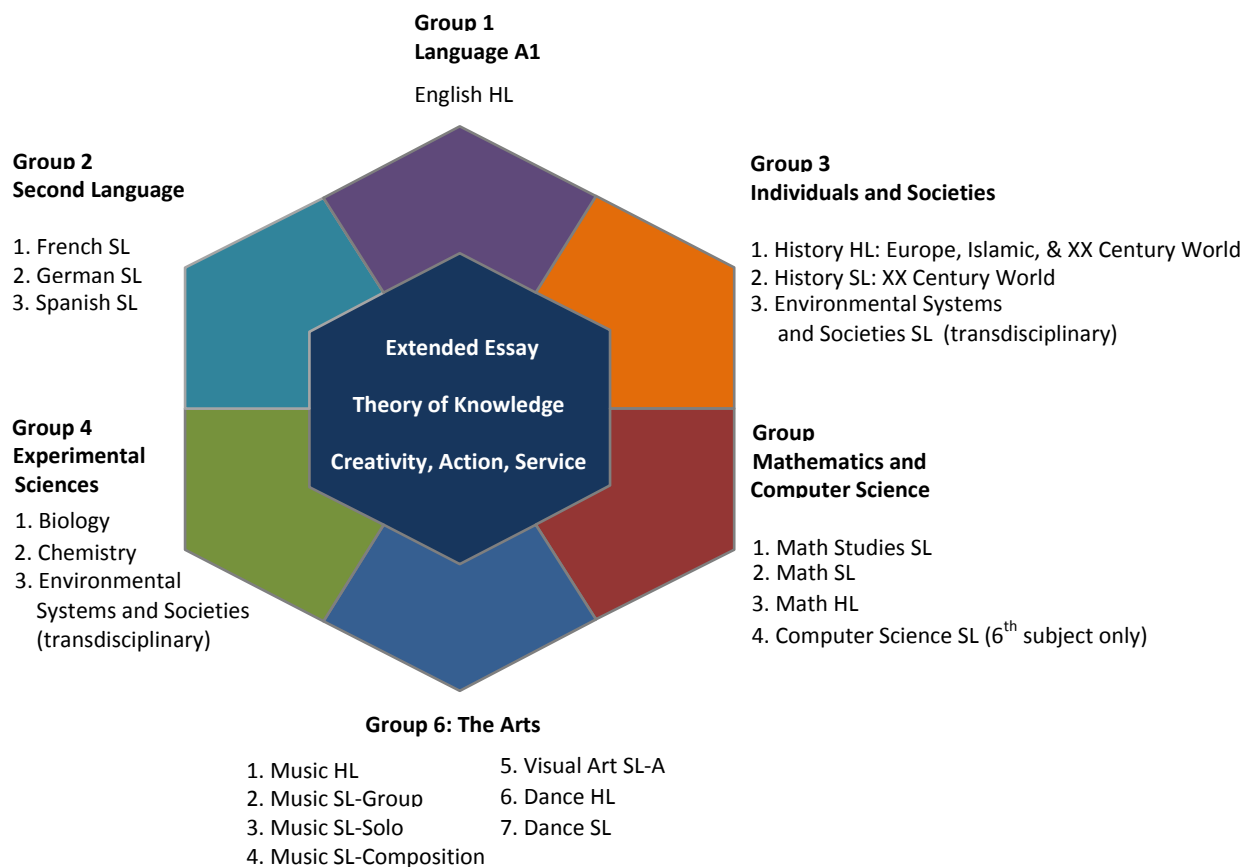 Group 1
Language A1
English HL
Group 2
Second Language
1. French SL
2. German SL
3. Spanish SL
Group 3
Individuals and Societies
1. History HL: Europe, Islamic, & XX Century World
2. History SL: XX Century World
3. Environmental Systems
and Societies SL (transdisciplinary)
Extended Essay
Theory of Knowledge
Creativity, Action, Service
Group 4
Experimental
Sciences
1. Biology
2. Chemistry
3. Environmental
Systems and Societies
(transdisciplinary)
Group
Mathematics and
Computer Science
1. Math Studies SL
2. Math SL
3. Math HL
4. Computer Science SL (6th subject only)
Group 6: The Arts
1. Music HL
2. Music SL-Group
3. Music SL-Solo
4. Music SL-Composition
5. Visual Art SL-A
6. Dance HL
7. Dance SL